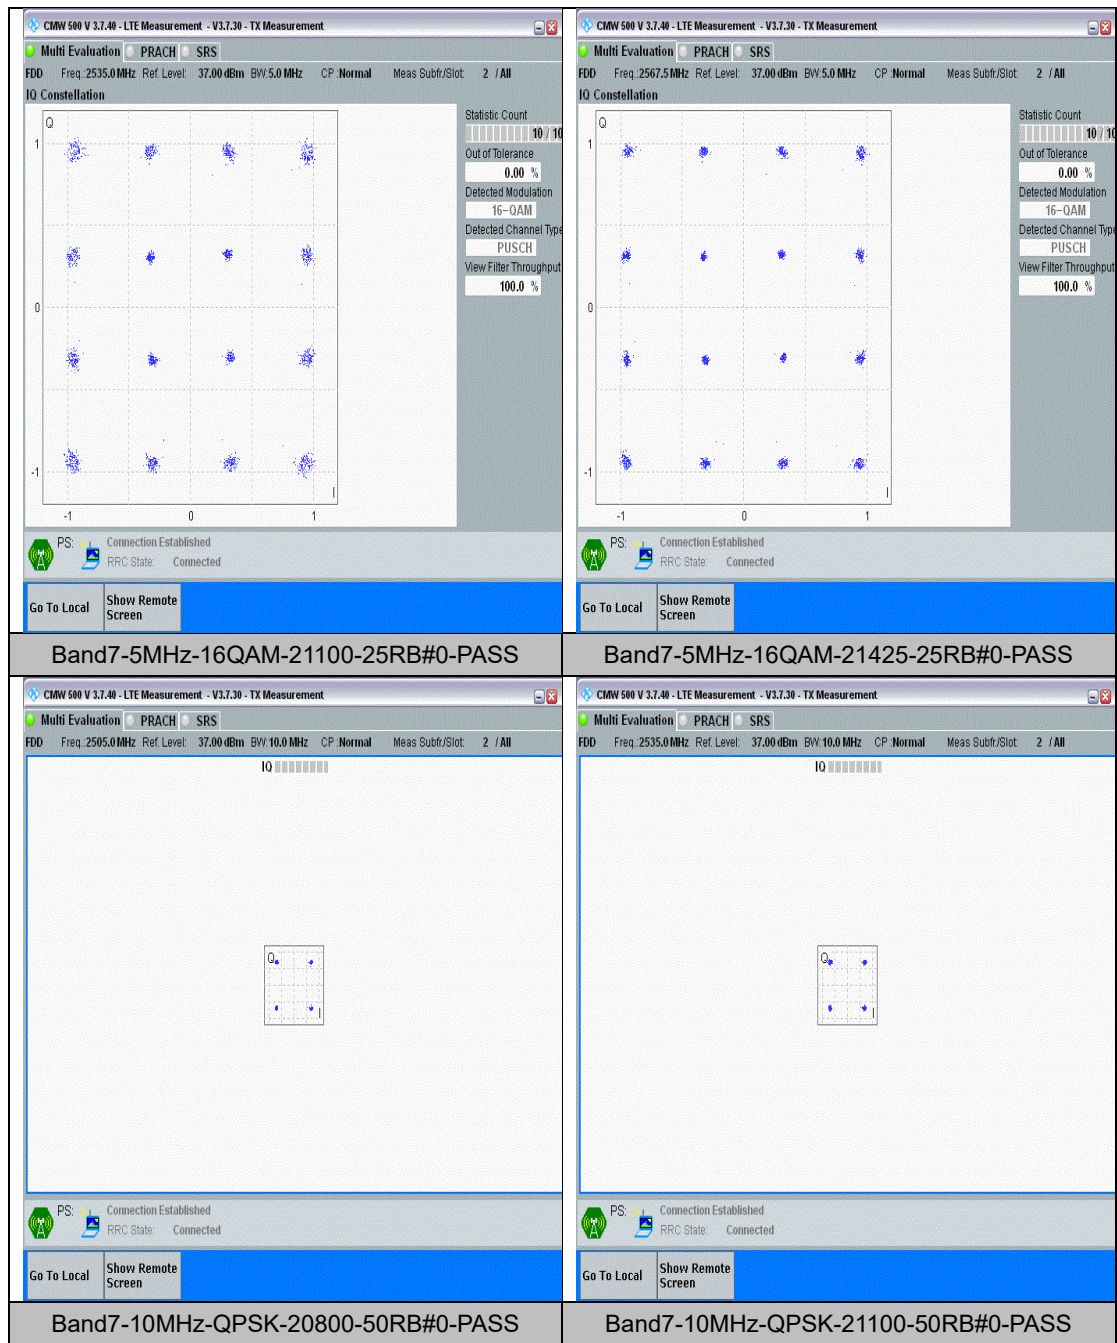 CMW 500 V 3.7.40 - LTE Measurement - V3.7.30 - TX Measurement
Multi Evaluation PRACH SRS
FDD Freq.:2535.0 MHz Ref. Level: 37.00 dBm BW:5.0 MHz CP :Normal Meas Subfr./Slot: 2 / All
IQ Constellation
Q
1
0
-1
I
-1 0 1
Statistic Count
10 / 10
Out of Tolerance
0.00 %
Detected Modulation
16-QAM
Detected Channel Type
PUSCH
View Filter Throughput
100.0 %
PS: Connection Established
RRC State: Connected
Go To Local
Show Remote
Screen
Band7-5MHz-16QAM-21100-25RB#0-PASS
CMW 500 V 3.7.40 - LTE Measurement - V3.7.30 - TX Measurement
Multi Evaluation PRACH SRS
FDD Freq.:2567.5 MHz Ref. Level: 37.00 dBm BW:5.0 MHz CP :Normal Meas Subfr./Slot: 2 / All
IQ Constellation
Q
1
0
-1
I
-1 0 1
Statistic Count
10 / 10
Out of Tolerance
0.00 %
Detected Modulation
16-QAM
Detected Channel Type
PUSCH
View Filter Throughput
100.0 %
PS: Connection Established
RRC State: Connected
Go To Local
Show Remote
Screen
Band7-5MHz-16QAM-21425-25RB#0-PASS
CMW 500 V 3.7.40 - LTE Measurement - V3.7.30 - TX Measurement
Multi Evaluation PRACH SRS
FDD Freq.:2505.0 MHz Ref. Level: 37.00 dBm BW:10.0 MHz CP :Normal Meas Subfr./Slot: 2 / All
IQ
Q
I
PS: Connection Established
RRC State: Connected
Go To Local
Show Remote
Screen
Band7-10MHz-QPSK-20800-50RB#0-PASS
CMW 500 V 3.7.40 - LTE Measurement - V3.7.30 - TX Measurement
Multi Evaluation PRACH SRS
FDD Freq.:2535.0 MHz Ref. Level: 37.00 dBm BW:10.0 MHz CP :Normal Meas Subfr./Slot: 2 / All
IQ
Q
I
PS: Connection Established
RRC State: Connected
Go To Local
Show Remote
Screen
Band7-10MHz-QPSK-21100-50RB#0-PASS